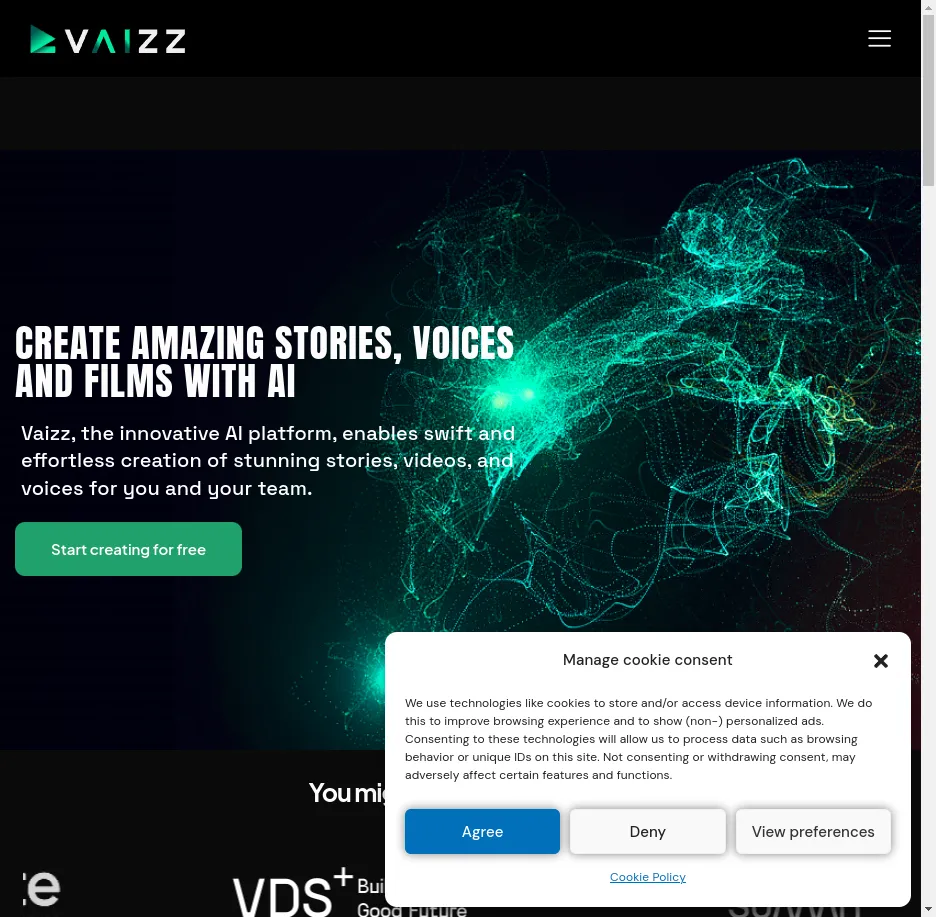 VAIZZ
CREATE AMAZING STORIES, VOICES
AND FILMS WITH AI
Vaizz, the innovative AI platform, enables swift and
effortless creation of stunning stories, videos, and
voices for you and your team.
Start creating for free
Manage cookie consent
We use technologies like cookies to store and/or access device information. We do
this to improve browsing experience and to show (non-) personalized ads.
Consenting to these technologies will allow us to process data such as browsing
behavior or unique IDs on this site. Not consenting or withdrawing consent, may
adversely affect certain features and functions.
Agree
Deny
View preferences
Cookie Policy
You
VDS+
Good Future